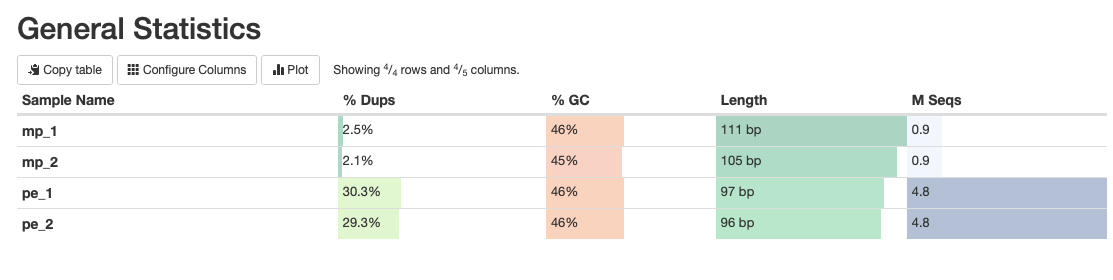 General Statistics
Copy table Configure Columns Plot Showing 4/4 rows and 4/5 columns.
Sample Name % Dups % GC Length M Seqs
mp_1 2.5% 46% 111 bp 0.9
mp_2 2.1% 45% 105 bp 0.9
pe_1 30.3% 46% 97 bp 4.8
pe_2 29.3% 46% 96 bp 4.8